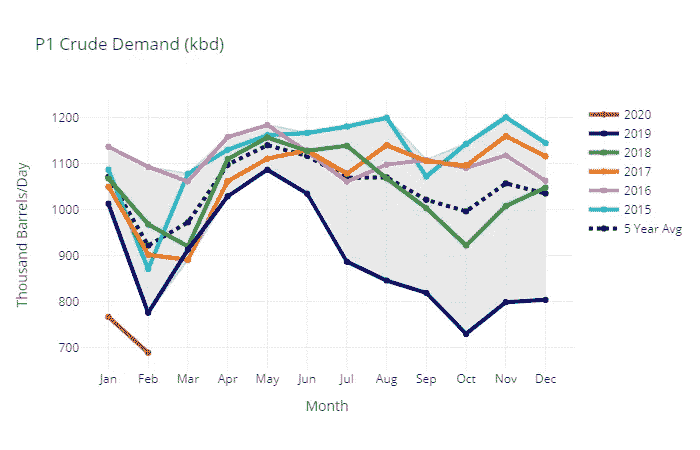 P1 Crude Demand (kbd)
1200
1100
1000
900
800
700
Thousand Barrels/Day
Jan Feb Mar Apr May Jun Jul Aug Sep Oct Nov Dec
Month
2020
2019
2018
2017
2016
2015
5 Year Avg